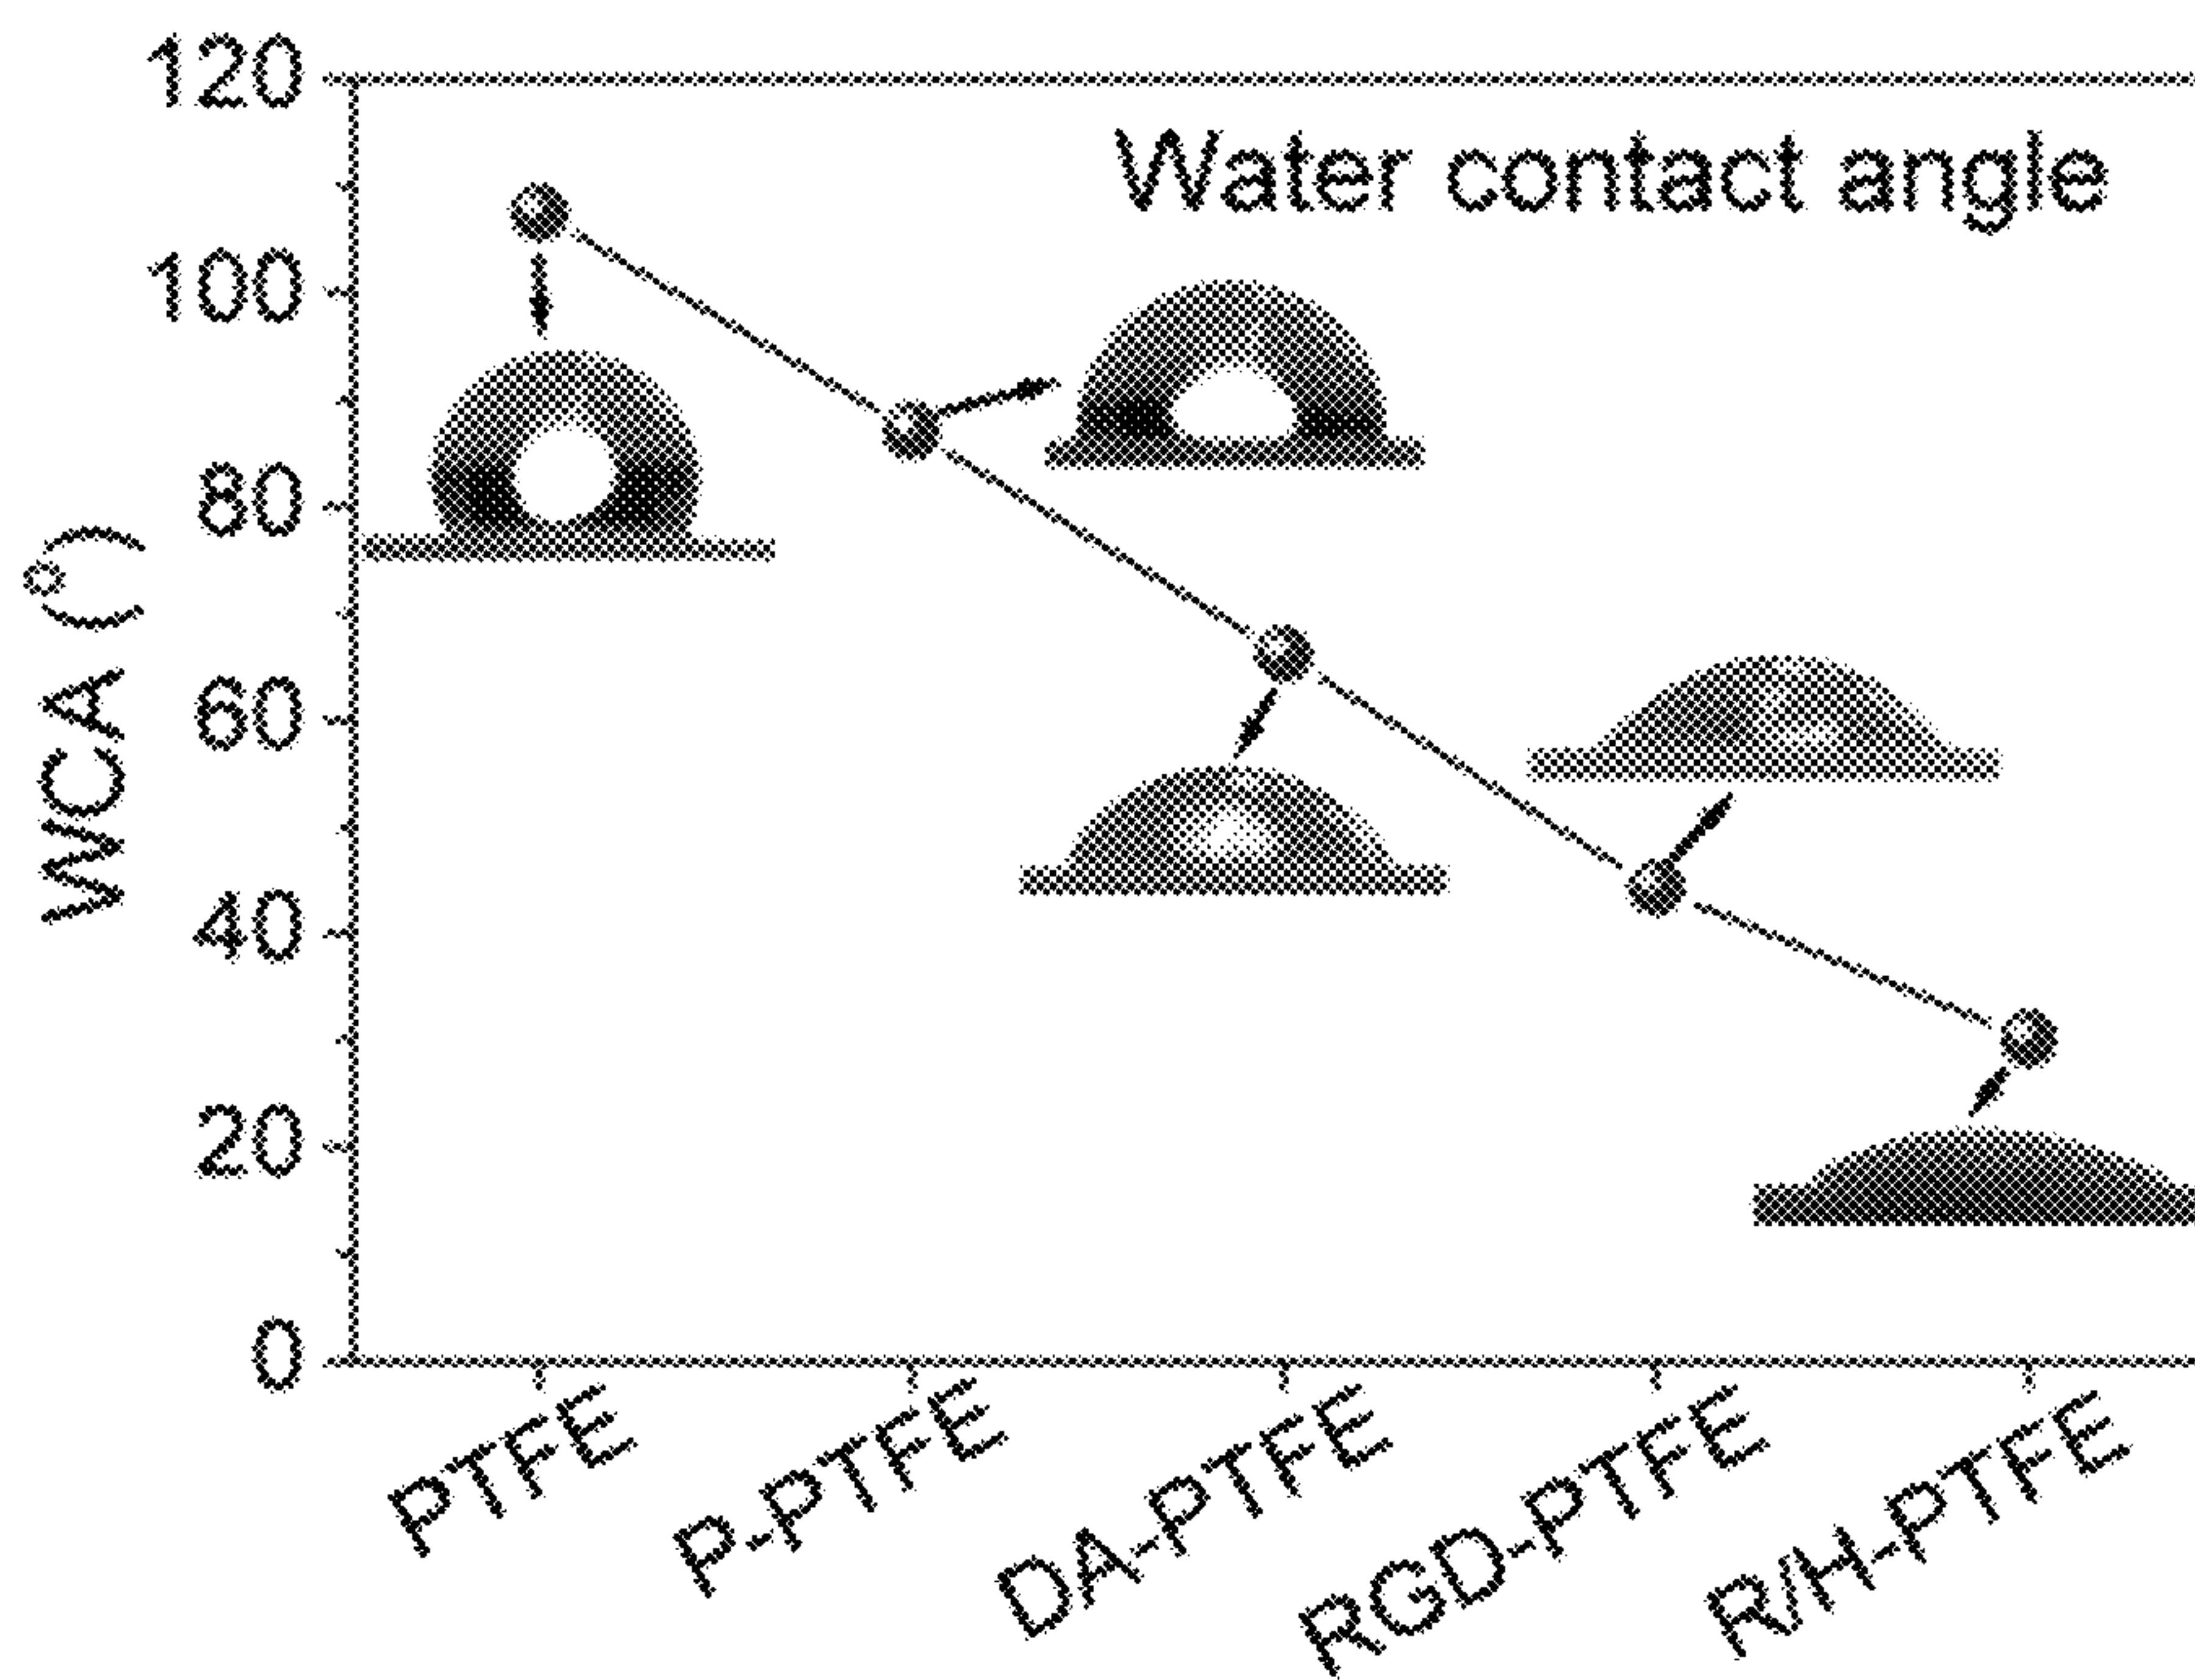 Water contact angle
WCA (°)
120
100
80
60
40
20
0
PTFE
P-PTFE
DA-PTFE
RGD-PTFE
R/H-PTFE